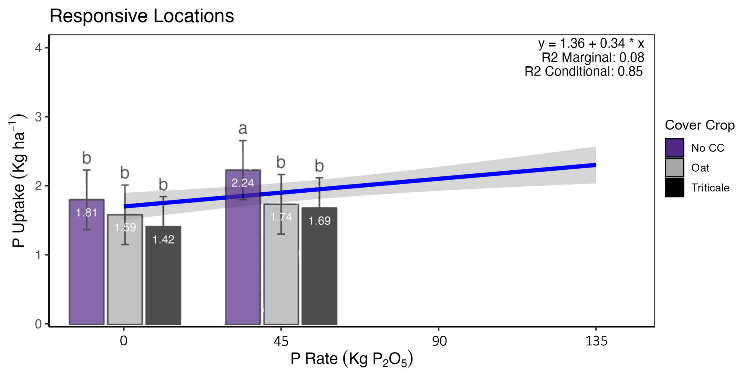 Responsive Locations
y = 1.36 + 0.34 * x
R2 Marginal: 0.08
R2 Conditional: 0.85
P Uptake (Kg ha⁻¹)
4
3
2
1
0
b
b
b
a
b
b
1.81
1.59
1.42
2.24
1.74
1.69
0
45
90
135
P Rate (Kg P₂O₅)
Cover Crop
No CC
Oat
Triticale